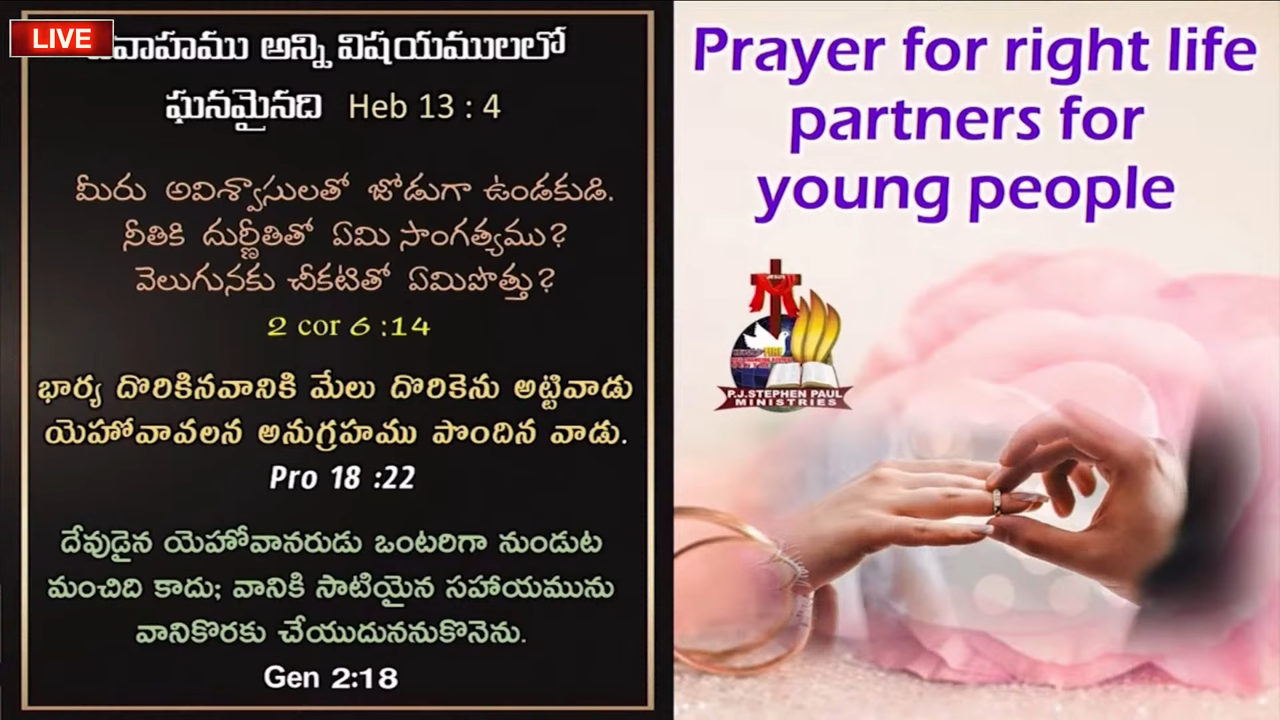 LIVE
అన్ని విషయములలో
ఘనమైనది Heb 13 : 4
మీరు అవిశ్వాసులతో జోడుగా ఉండకుడి.
నీతికి దుర్ణీతితో ఏమి సాంగత్యము?
వెలుగునకు చీకటితో ఏమిపొత్తు?
2 cor 6 :14
భార్య దొరికినవానికి మేలు దొరికెను అట్టివాడు
యెహోవావలన అనుగ్రహము పొందిన వాడు.
Pro 18 :22
దేవుడైన యెహోవానరుడు ఒంటరిగా నుండుట
మంచిది కాదు; వానికి సాటియైన సహాయమును
వానికొరకు చేయుదుననుకొనెను.
Gen 2:18
Prayer for right life
partners for
young people
P.J.STEPHEN PAUL
MINISTRIES